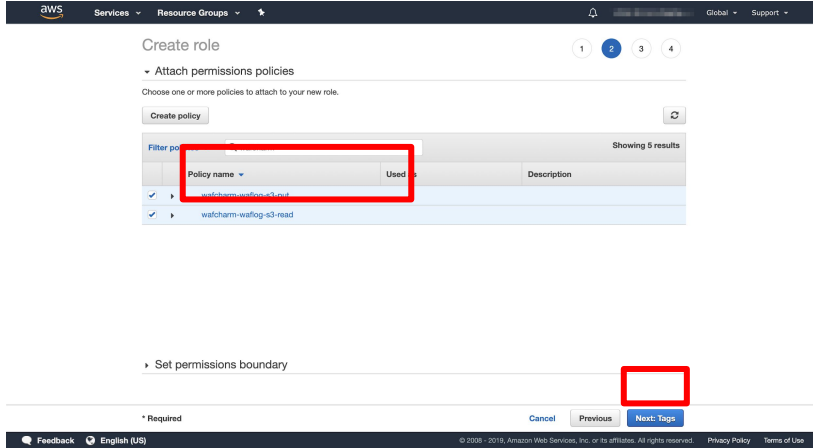 aws Services Resource Groups Global Support
Create role 1 2 3 4
Attach permissions policies
Choose one or more policies to attach to your new role.
Create policy
Filter Showing 5 results
Policy name Used Description
wafcharm-waflog-s3-put
wafcharm-waflog-s3-read
Set permissions boundary
* Required Cancel Previous Next: Tags
Feedback English (US) © 2008 - 2019, Amazon Web Services, Inc. or its affiliates. All rights reserved. Privacy Policy Terms of Use